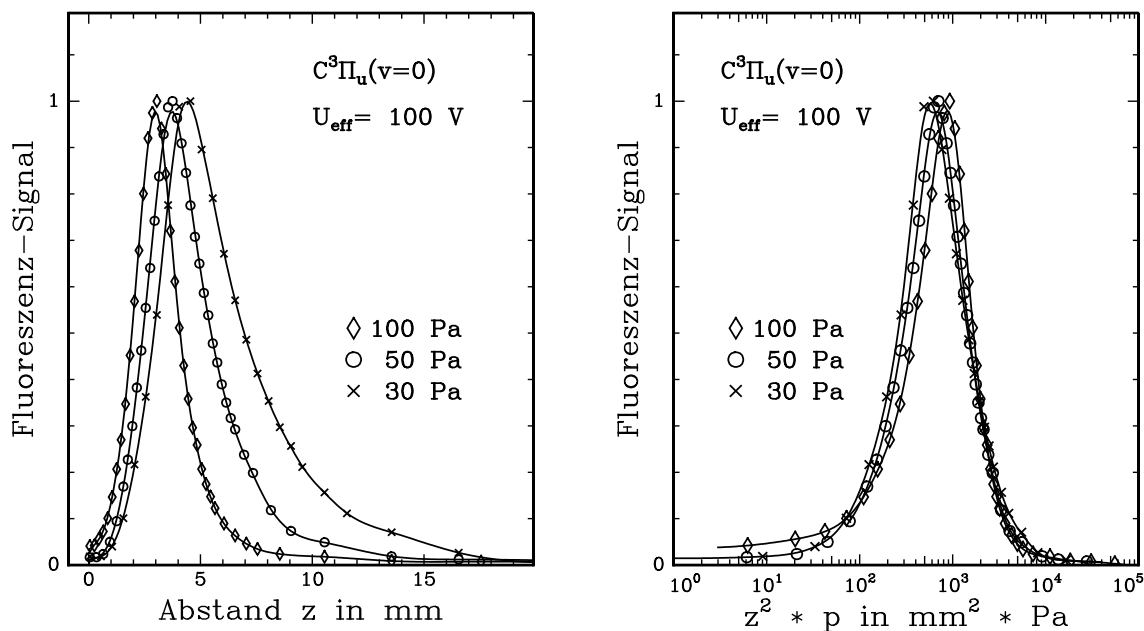 C³Πᵤ(v=0)
U_eff= 100 V
1
Fluoreszenz-Signal
100 Pa
50 Pa
30 Pa
0
0 5 10 15
Abstand z in mm
C³Πᵤ(v=0)
U_eff= 100 V
1
Fluoreszenz-Signal
100 Pa
50 Pa
30 Pa
0
10⁰ 10¹ 10² 10³ 10⁴ 10⁵
z² * p in mm² * Pa